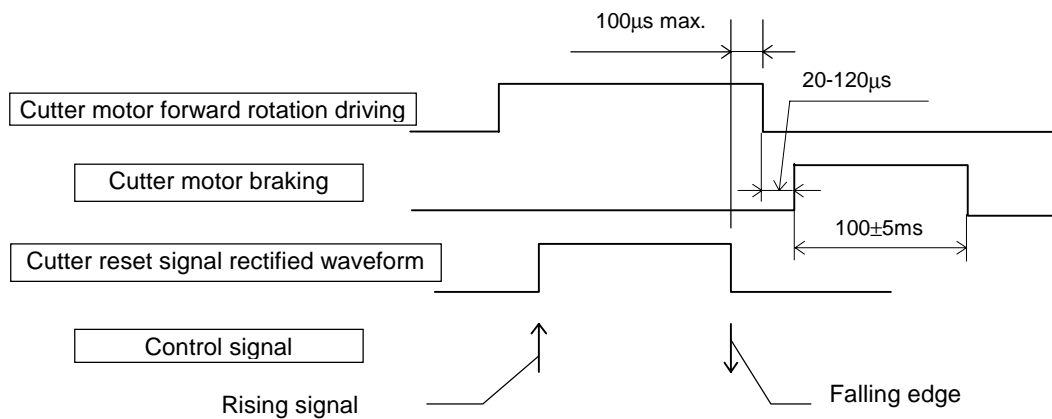 100μs max.
20-120μs
Cutter motor forward rotation driving
Cutter motor braking
100±5ms
Cutter reset signal rectified waveform
Control signal
Rising signal
Falling edge